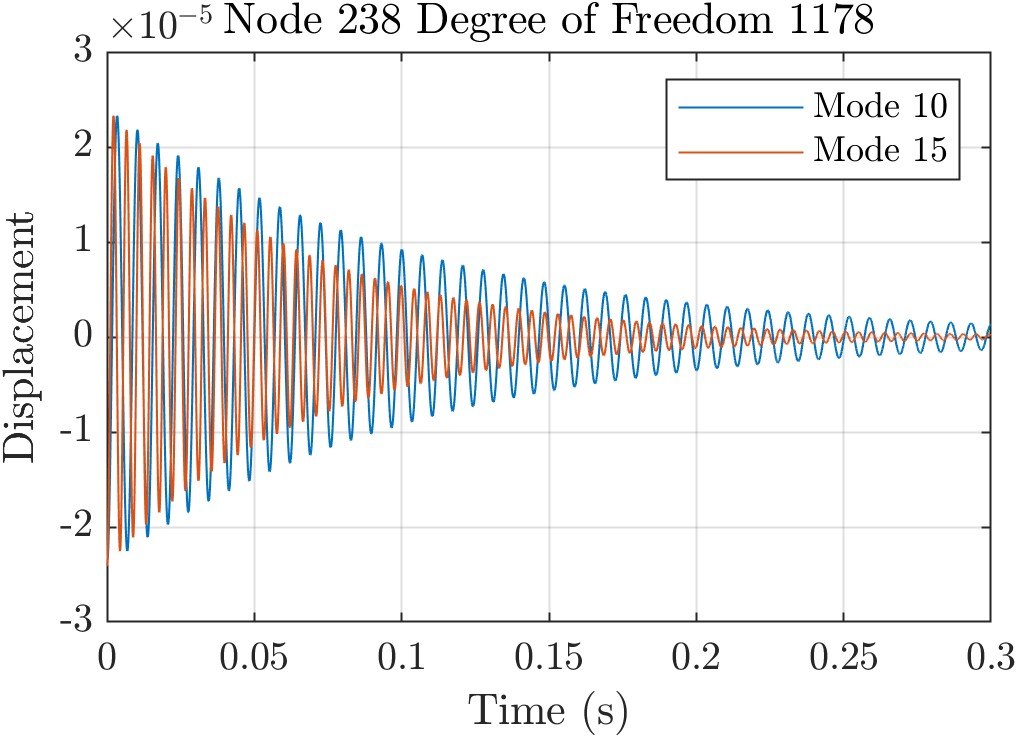 ×10⁻⁵ Node 238 Degree of Freedom 1178
Mode 10
Mode 15
Displacement
3
2
1
0
-1
-2
-3
0 0.05 0.1 0.15 0.2 0.25 0.3
Time (s)